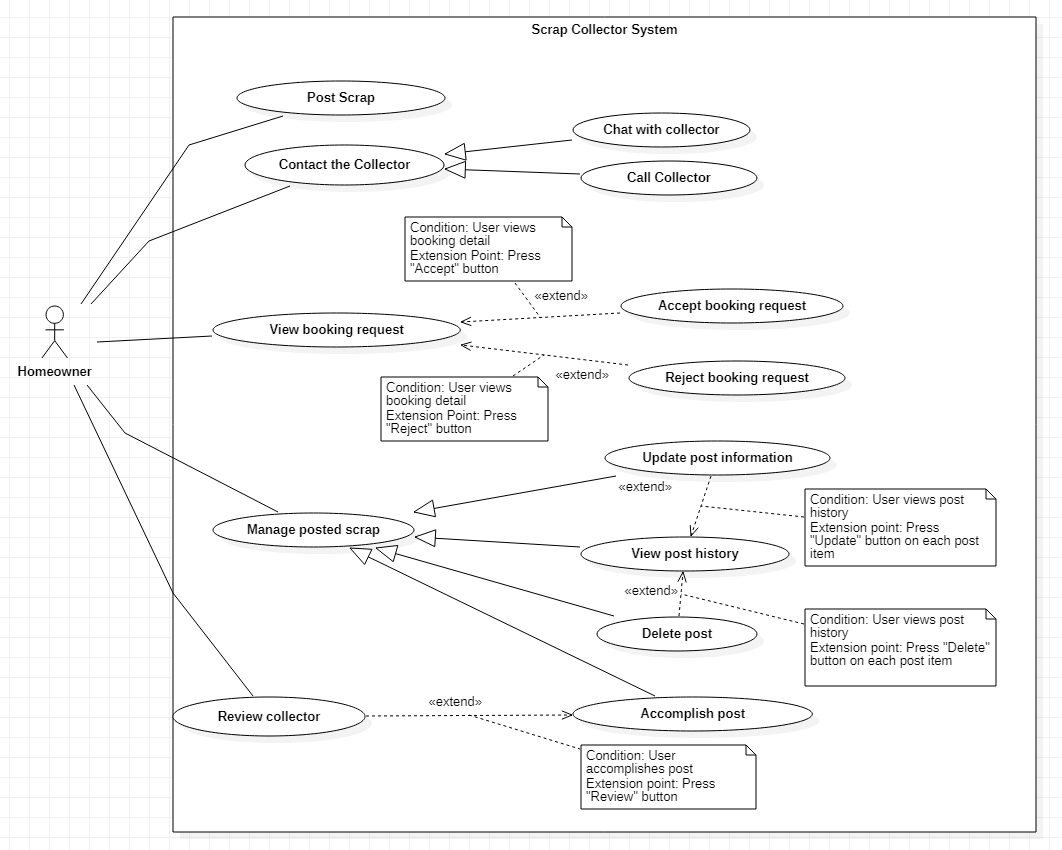 Scrap Collector System
Post Scrap
Chat with collector
Contact the Collector
Call Collector
Condition: User views
booking detail
Extension Point: Press
"Accept" button
«extend»
Accept booking request
View booking request
Homeowner
«extend»
Reject booking request
Condition: User views
booking detail
Extension Point: Press
"Reject" button
Update post information
«extend»
Condition: User views post
history
Extension point: Press
"Update" button on each post
item
Manage posted scrap
View post history
«extend»
Condition: User views post
history
Extension point: Press "Delete"
button on each post item
Delete post
Review collector
«extend»
Accomplish post
Condition: User
accomplishes post
Extension point: Press
"Review" button